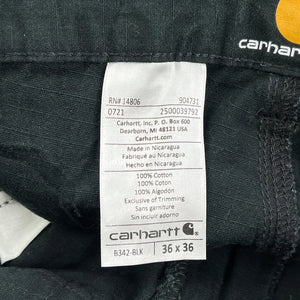 carhartt
RN# 14806 904731
0721 2500039792
Carhartt, Inc. P.O. Box 600
Dearborn, MI 48121 USA
Carhartt.com
Made in Nicaragua
Fabriqué au Nicaragua
Hecho en Nicaragua
100% Cotton
100% Coton
100% Algodón
Exclusive of Trimming
Sans garniture
Sin incluir adorno
carhartt
B342-BLK 36 x 36